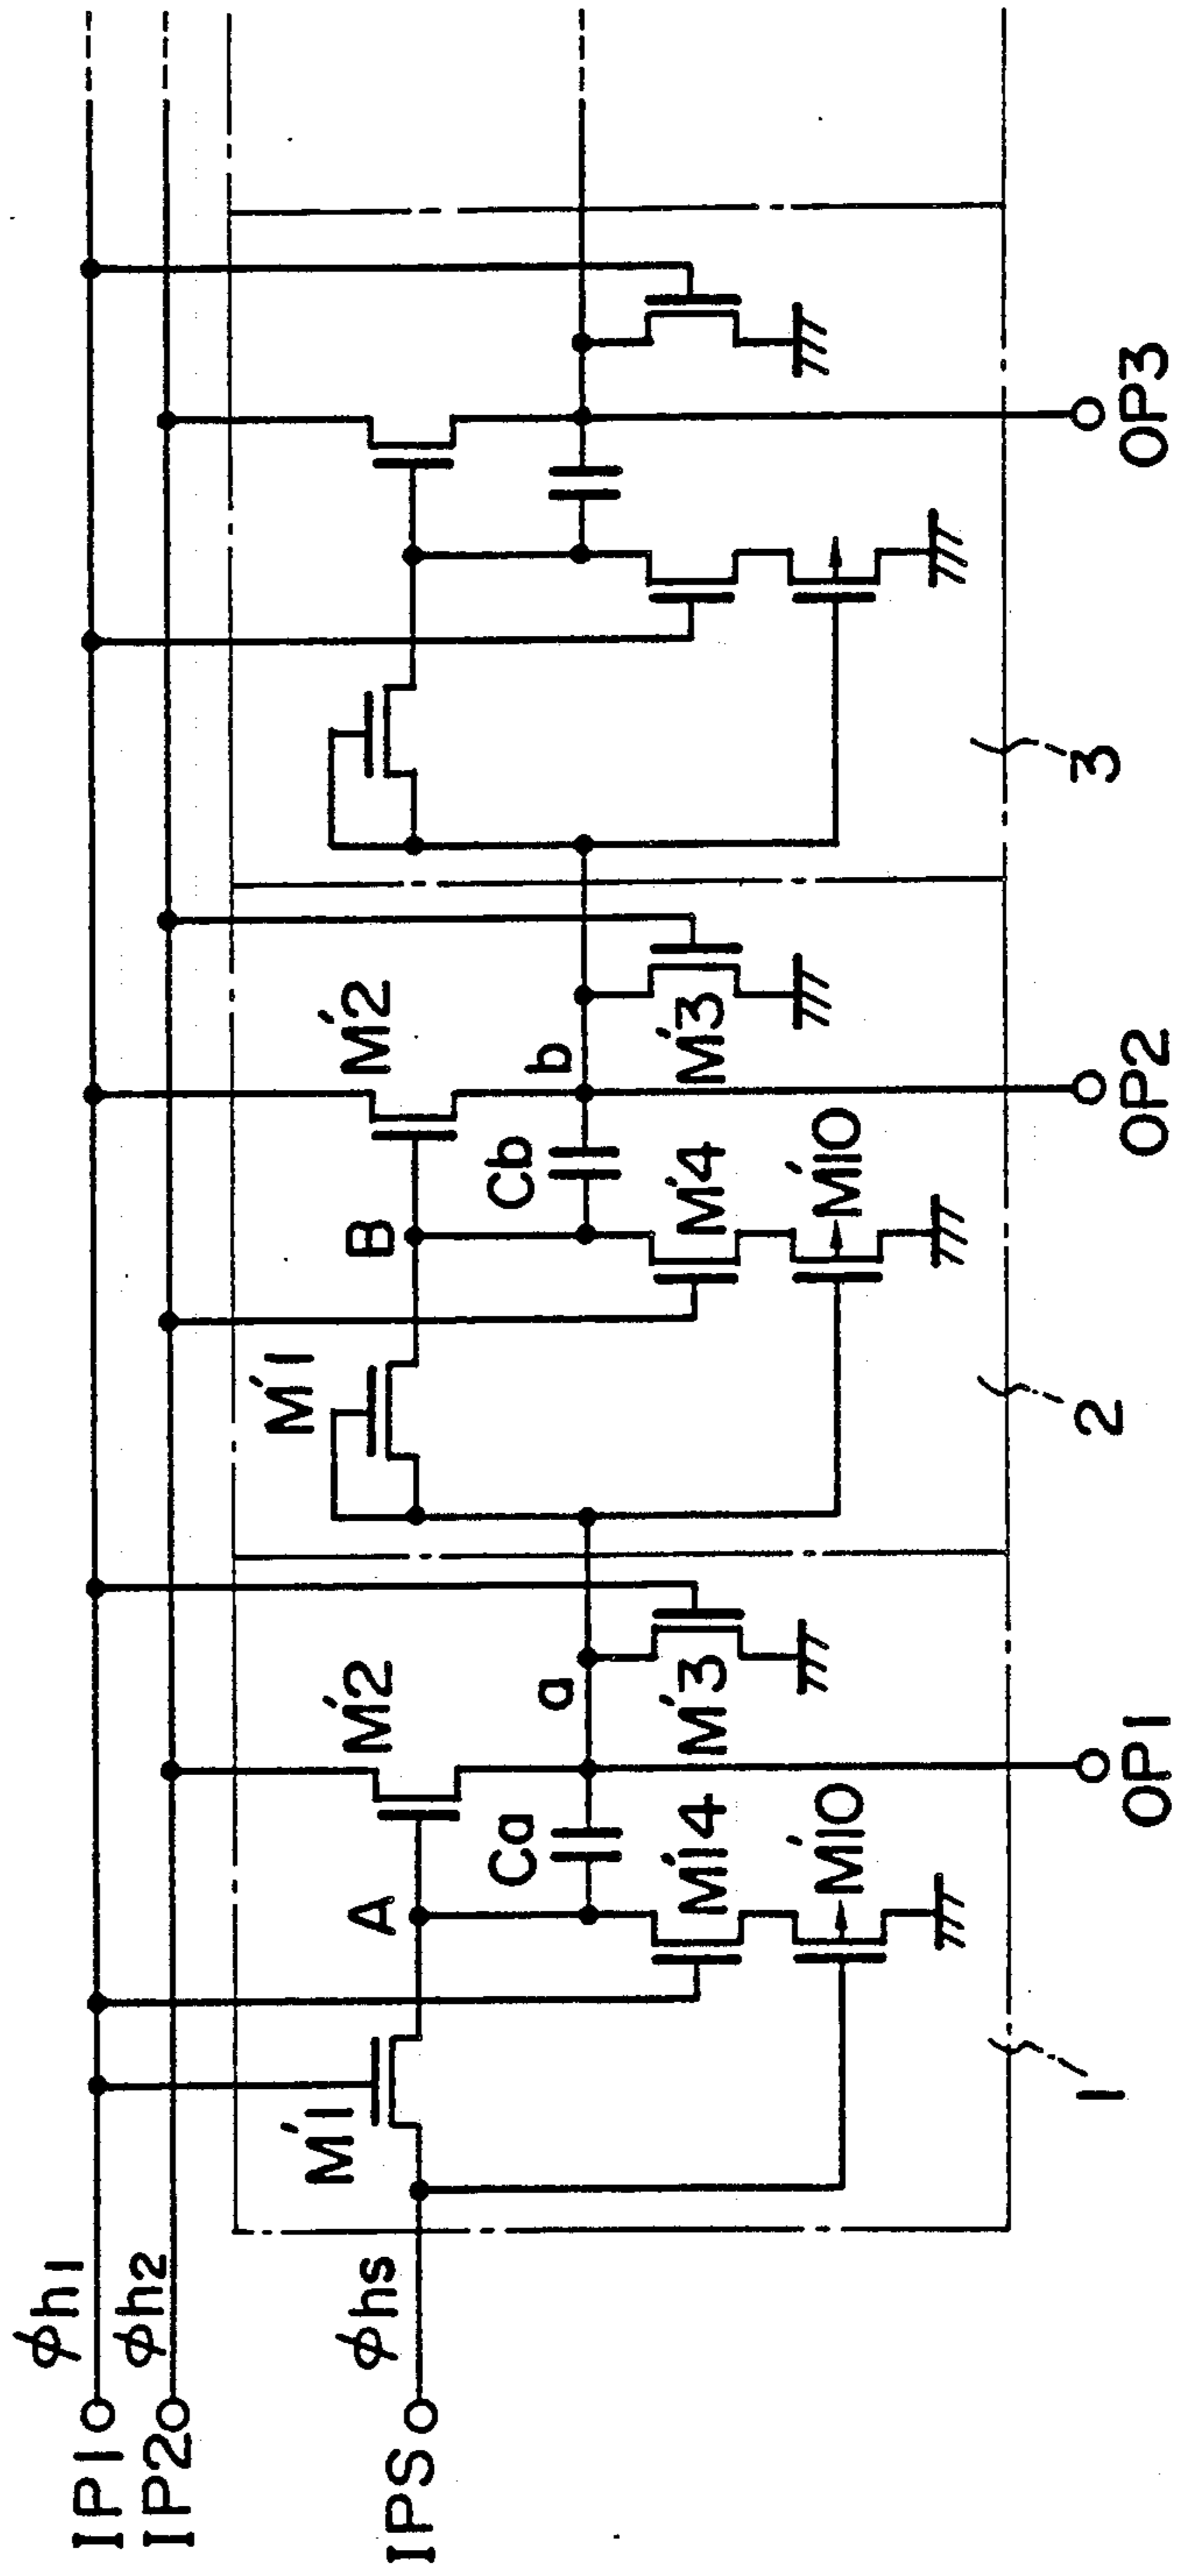 IP1 φh1
IP2 φh2
IPS φhs
M'1
A
M'2
Ca
a
M'14
M'3
M'10
OP1
1
M'1
B
M'2
Cb
b
M'4
M'3
M'10
OP2
2
OP3
3